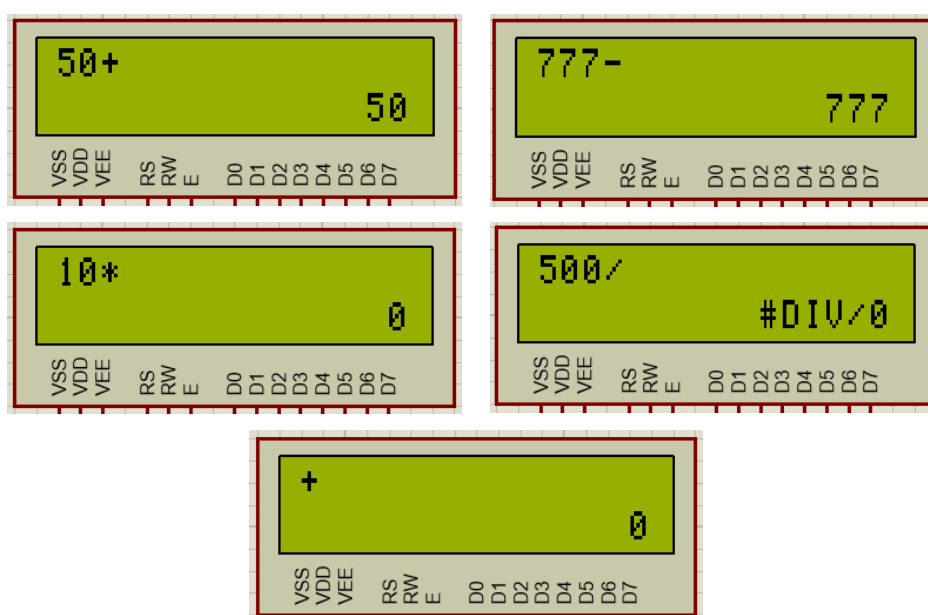 50+
50
VSS VDD VEE RS RW E D0 D1 D2 D3 D4 D5 D6 D7
777-
777
VSS VDD VEE RS RW E D0 D1 D2 D3 D4 D5 D6 D7
10*
0
VSS VDD VEE RS RW E D0 D1 D2 D3 D4 D5 D6 D7
500/
#DIV/0
VSS VDD VEE RS RW E D0 D1 D2 D3 D4 D5 D6 D7
+
0
VSS VDD VEE RS RW E D0 D1 D2 D3 D4 D5 D6 D7